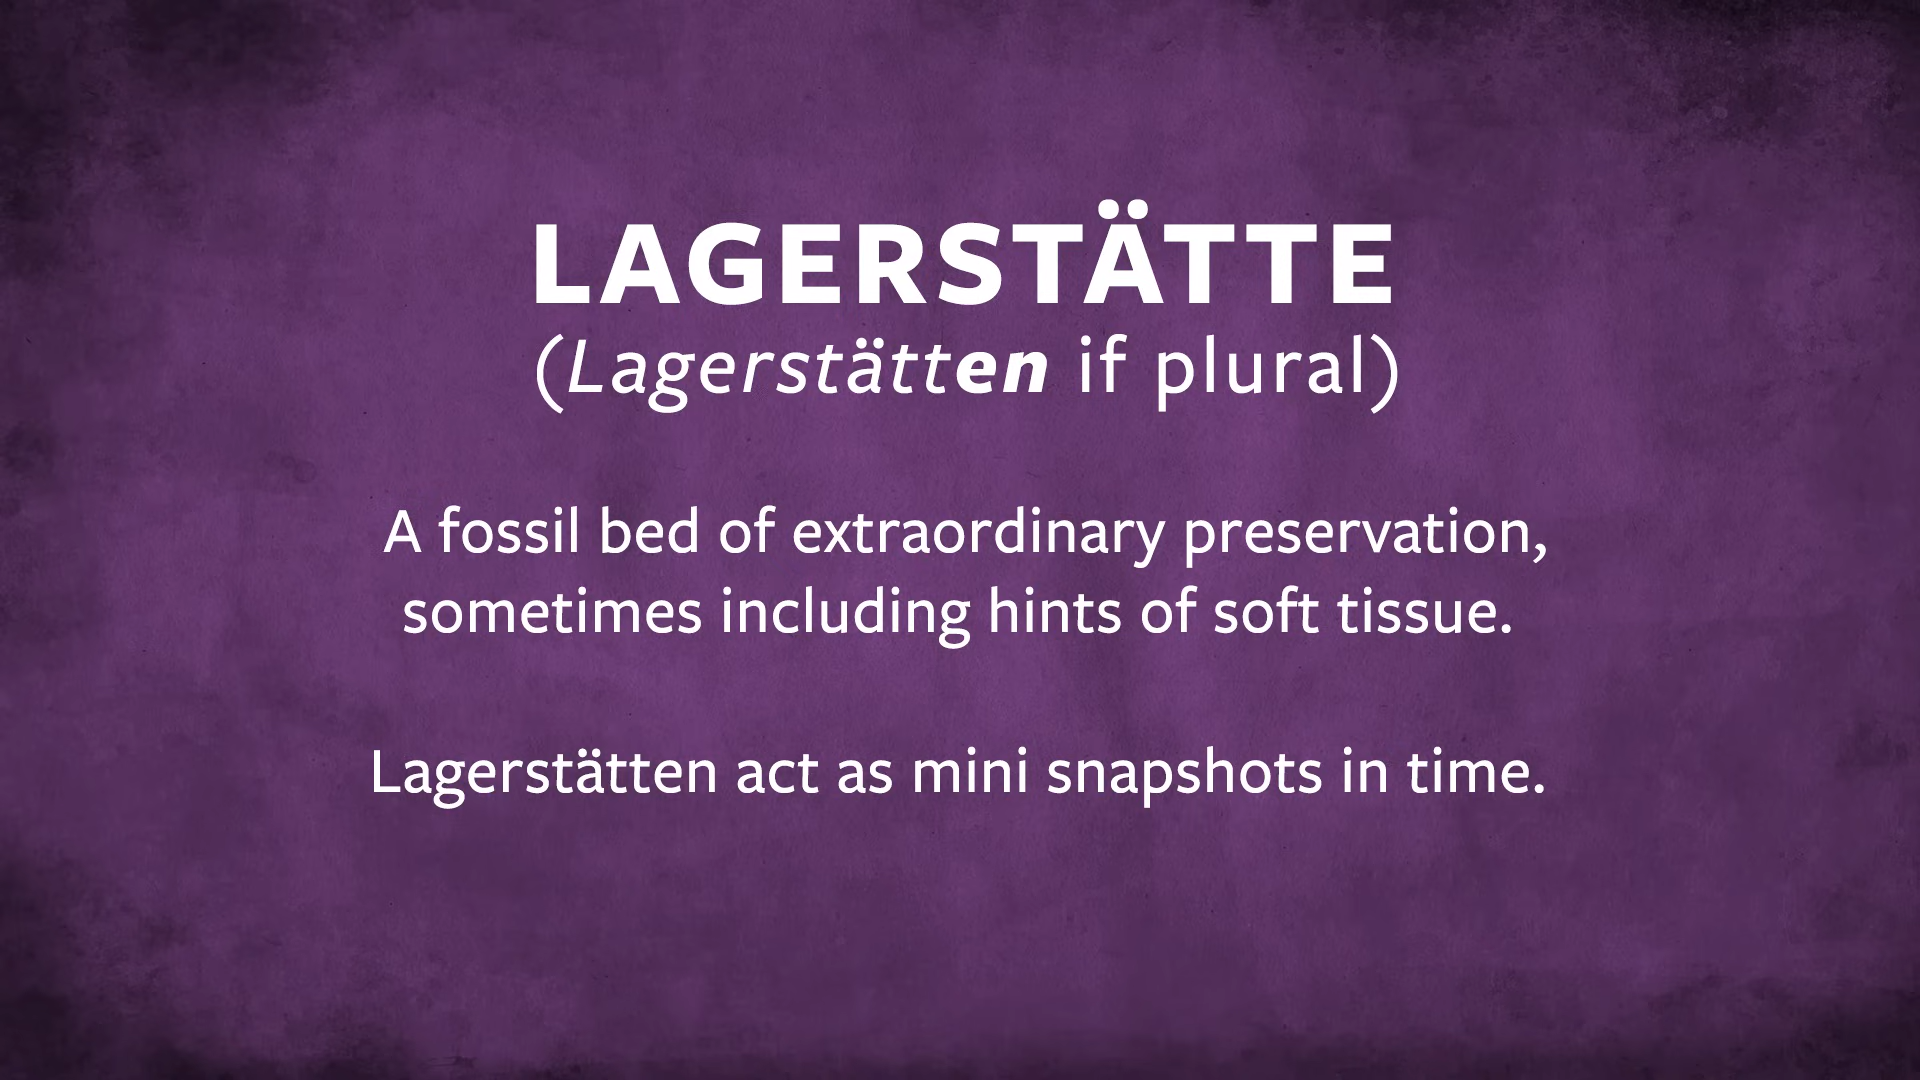 LAGERSTÄTTE
(Lagerstätten if plural)
A fossil bed of extraordinary preservation,
sometimes including hints of soft tissue.
Lagerstätten act as mini snapshots in time.